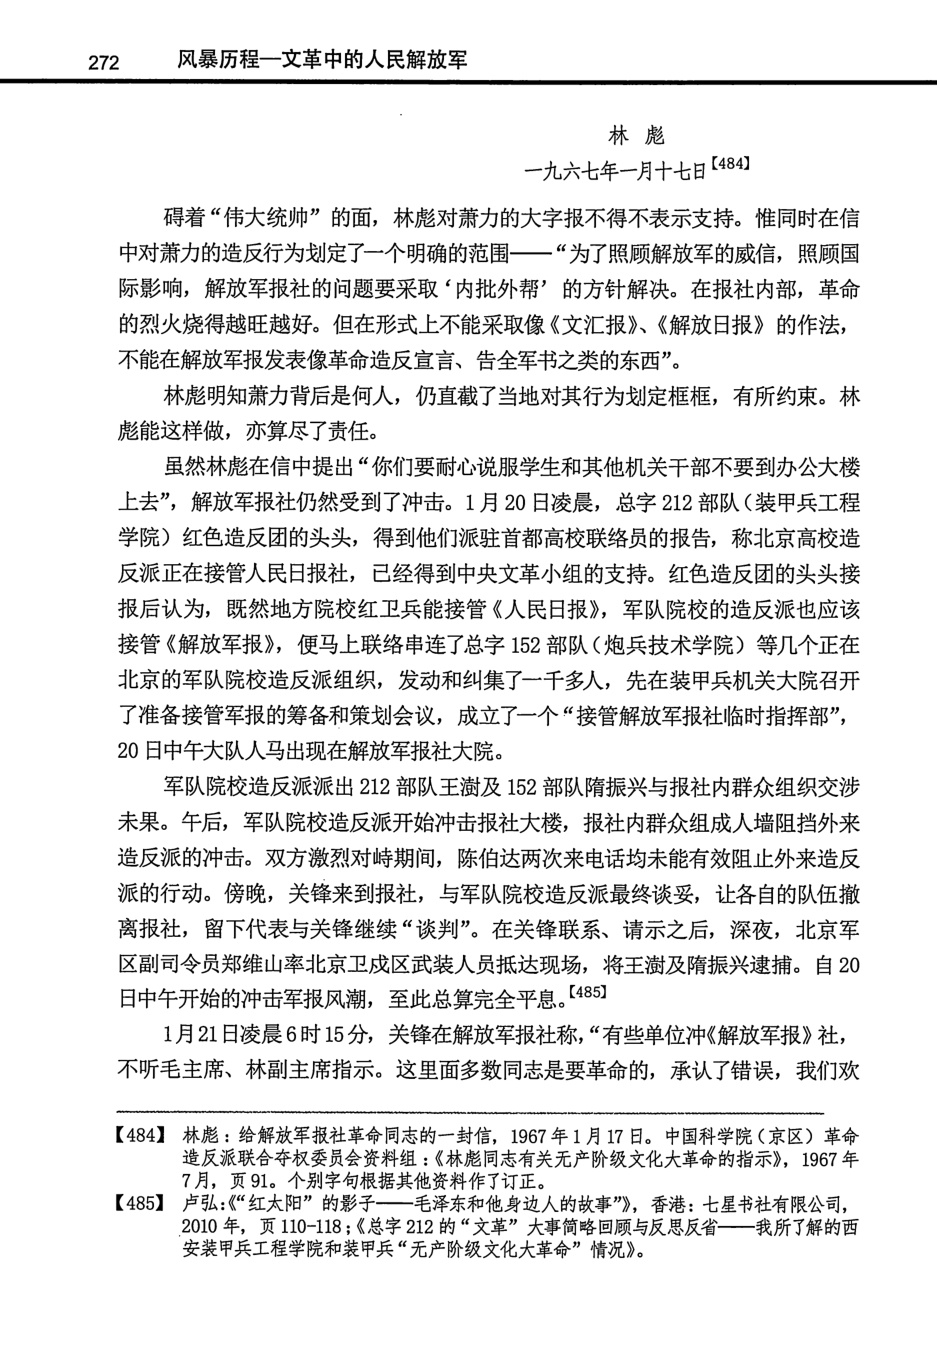 272 风暴历程—文革中的人民解放军
林 彪
一九六七年一月十七日【484】
碍着“伟大统帅”的面，林彪对萧力的大字报不得不表示支持。惟同时在信
中对萧力的造反行为划定了一个明确的范围——“为了照顾解放军的威信，照顾国
际影响，解放军报社的问题要采取‘内批外帮’的方针解决。在报社内部，革命
的烈火烧得越旺越好。但在形式上不能采取像《文汇报》、《解放日报》的作法，
不能在解放军报发表像革命造反宣言、告全军书之类的东西”。
林彪明知萧力背后是何人，仍直截了当地对其行为划定框框，有所约束。林
彪能这样做，亦算尽了责任。
虽然林彪在信中提出“你们要耐心说服学生和其他机关干部不要到办公大楼
上去”，解放军报社仍然受到了冲击。1 月 20 日凌晨，总字 212 部队（装甲兵工程
学院）红色造反团的头头，得到他们派驻首都高校联络员的报告，称北京高校造
反派正在接管人民日报社，已经得到中央文革小组的支持。红色造反团的头头接
报后认为，既然地方院校红卫兵能接管《人民日报》，军队院校的造反派也应该
接管《解放军报》，便马上联络串连了总字 152 部队（炮兵技术学院）等几个正在
北京的军队院校造反派组织，发动和纠集了一千多人，先在装甲兵机关大院召开
了准备接管军报的筹备和策划会议，成立了一个“接管解放军报社临时指挥部”，
20 日中午大队人马出现在解放军报社大院。
军队院校造反派派出 212 部队王澍及 152 部队隋振兴与报社内群众组织交涉
未果。午后，军队院校造反派开始冲击报社大楼，报社内群众组成人墙阻挡外来
造反派的冲击。双方激烈对峙期间，陈伯达两次来电话均未能有效阻止外来造反
派的行动。傍晚，关锋来到报社，与军队院校造反派最终谈妥，让各自的队伍撤
离报社，留下代表与关锋继续“谈判”。在关锋联系、请示之后，深夜，北京军
区副司令员郑维山率北京卫戍区武装人员抵达现场，将王澍及隋振兴逮捕。自 20
日中午开始的冲击军报风潮，至此总算完全平息。【485】
1月21日凌晨6时15分，关锋在解放军报社称，“有些单位冲《解放军报》社，
不听毛主席、林副主席指示。这里面多数同志是要革命的，承认了错误，我们欢
【484】 林彪：给解放军报社革命同志的一封信，1967 年 1 月 17 日。中国科学院（京区）革命
造反派联合夺权委员会资料组：《林彪同志有关无产阶级文化大革命的指示》，1967 年
7 月，页 91。个别字句根据其他资料作了订正。
【485】 卢弘：《“红太阳”的影子——毛泽东和他身边人的故事”》，香港：七星书社有限公司，
2010 年，页 110-118；《总字 212 的“文革”大事简略回顾与反思反省——我所了解的西
安装甲兵工程学院和装甲兵“无产阶级文化大革命”情况》。